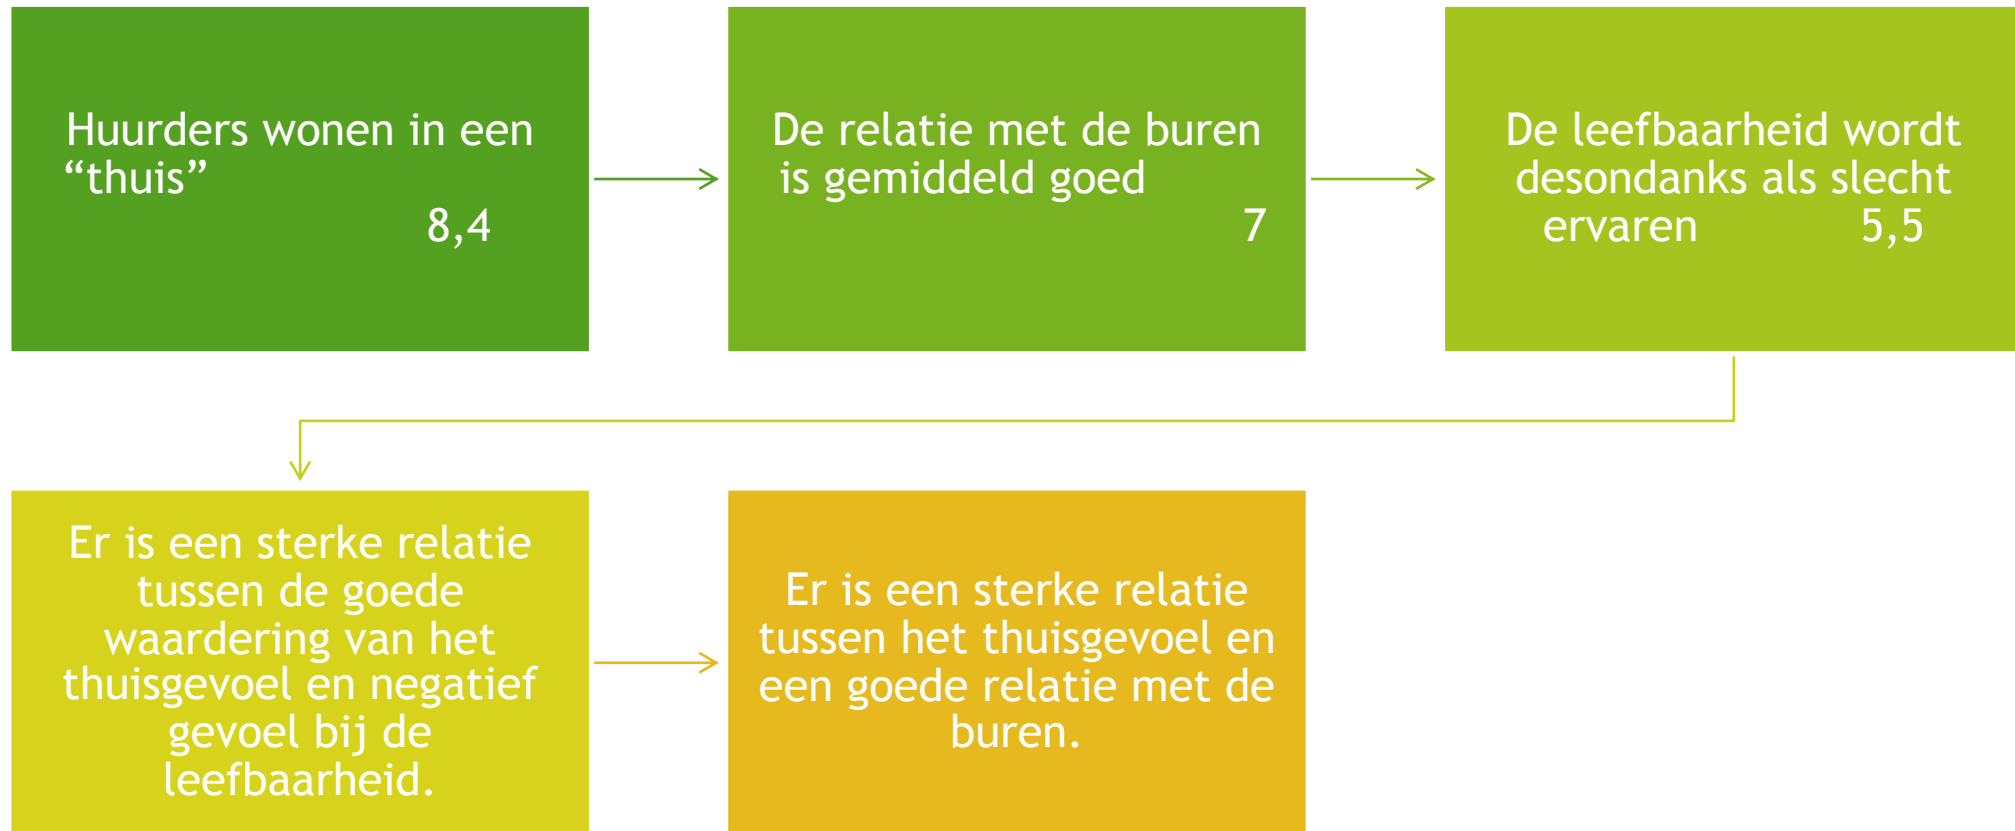 Huurders wonen in een
“thuis”
8,4
De relatie met de buren
is gemiddeld goed
7
De leefbaarheid wordt
desondanks als slecht
ervaren 5,5
Er is een sterke relatie
tussen de goede
waardering van het
thuisgevoel en negatief
gevoel bij de
leefbaarheid.
Er is een sterke relatie
tussen het thuisgevoel en
een goede relatie met de
buren.